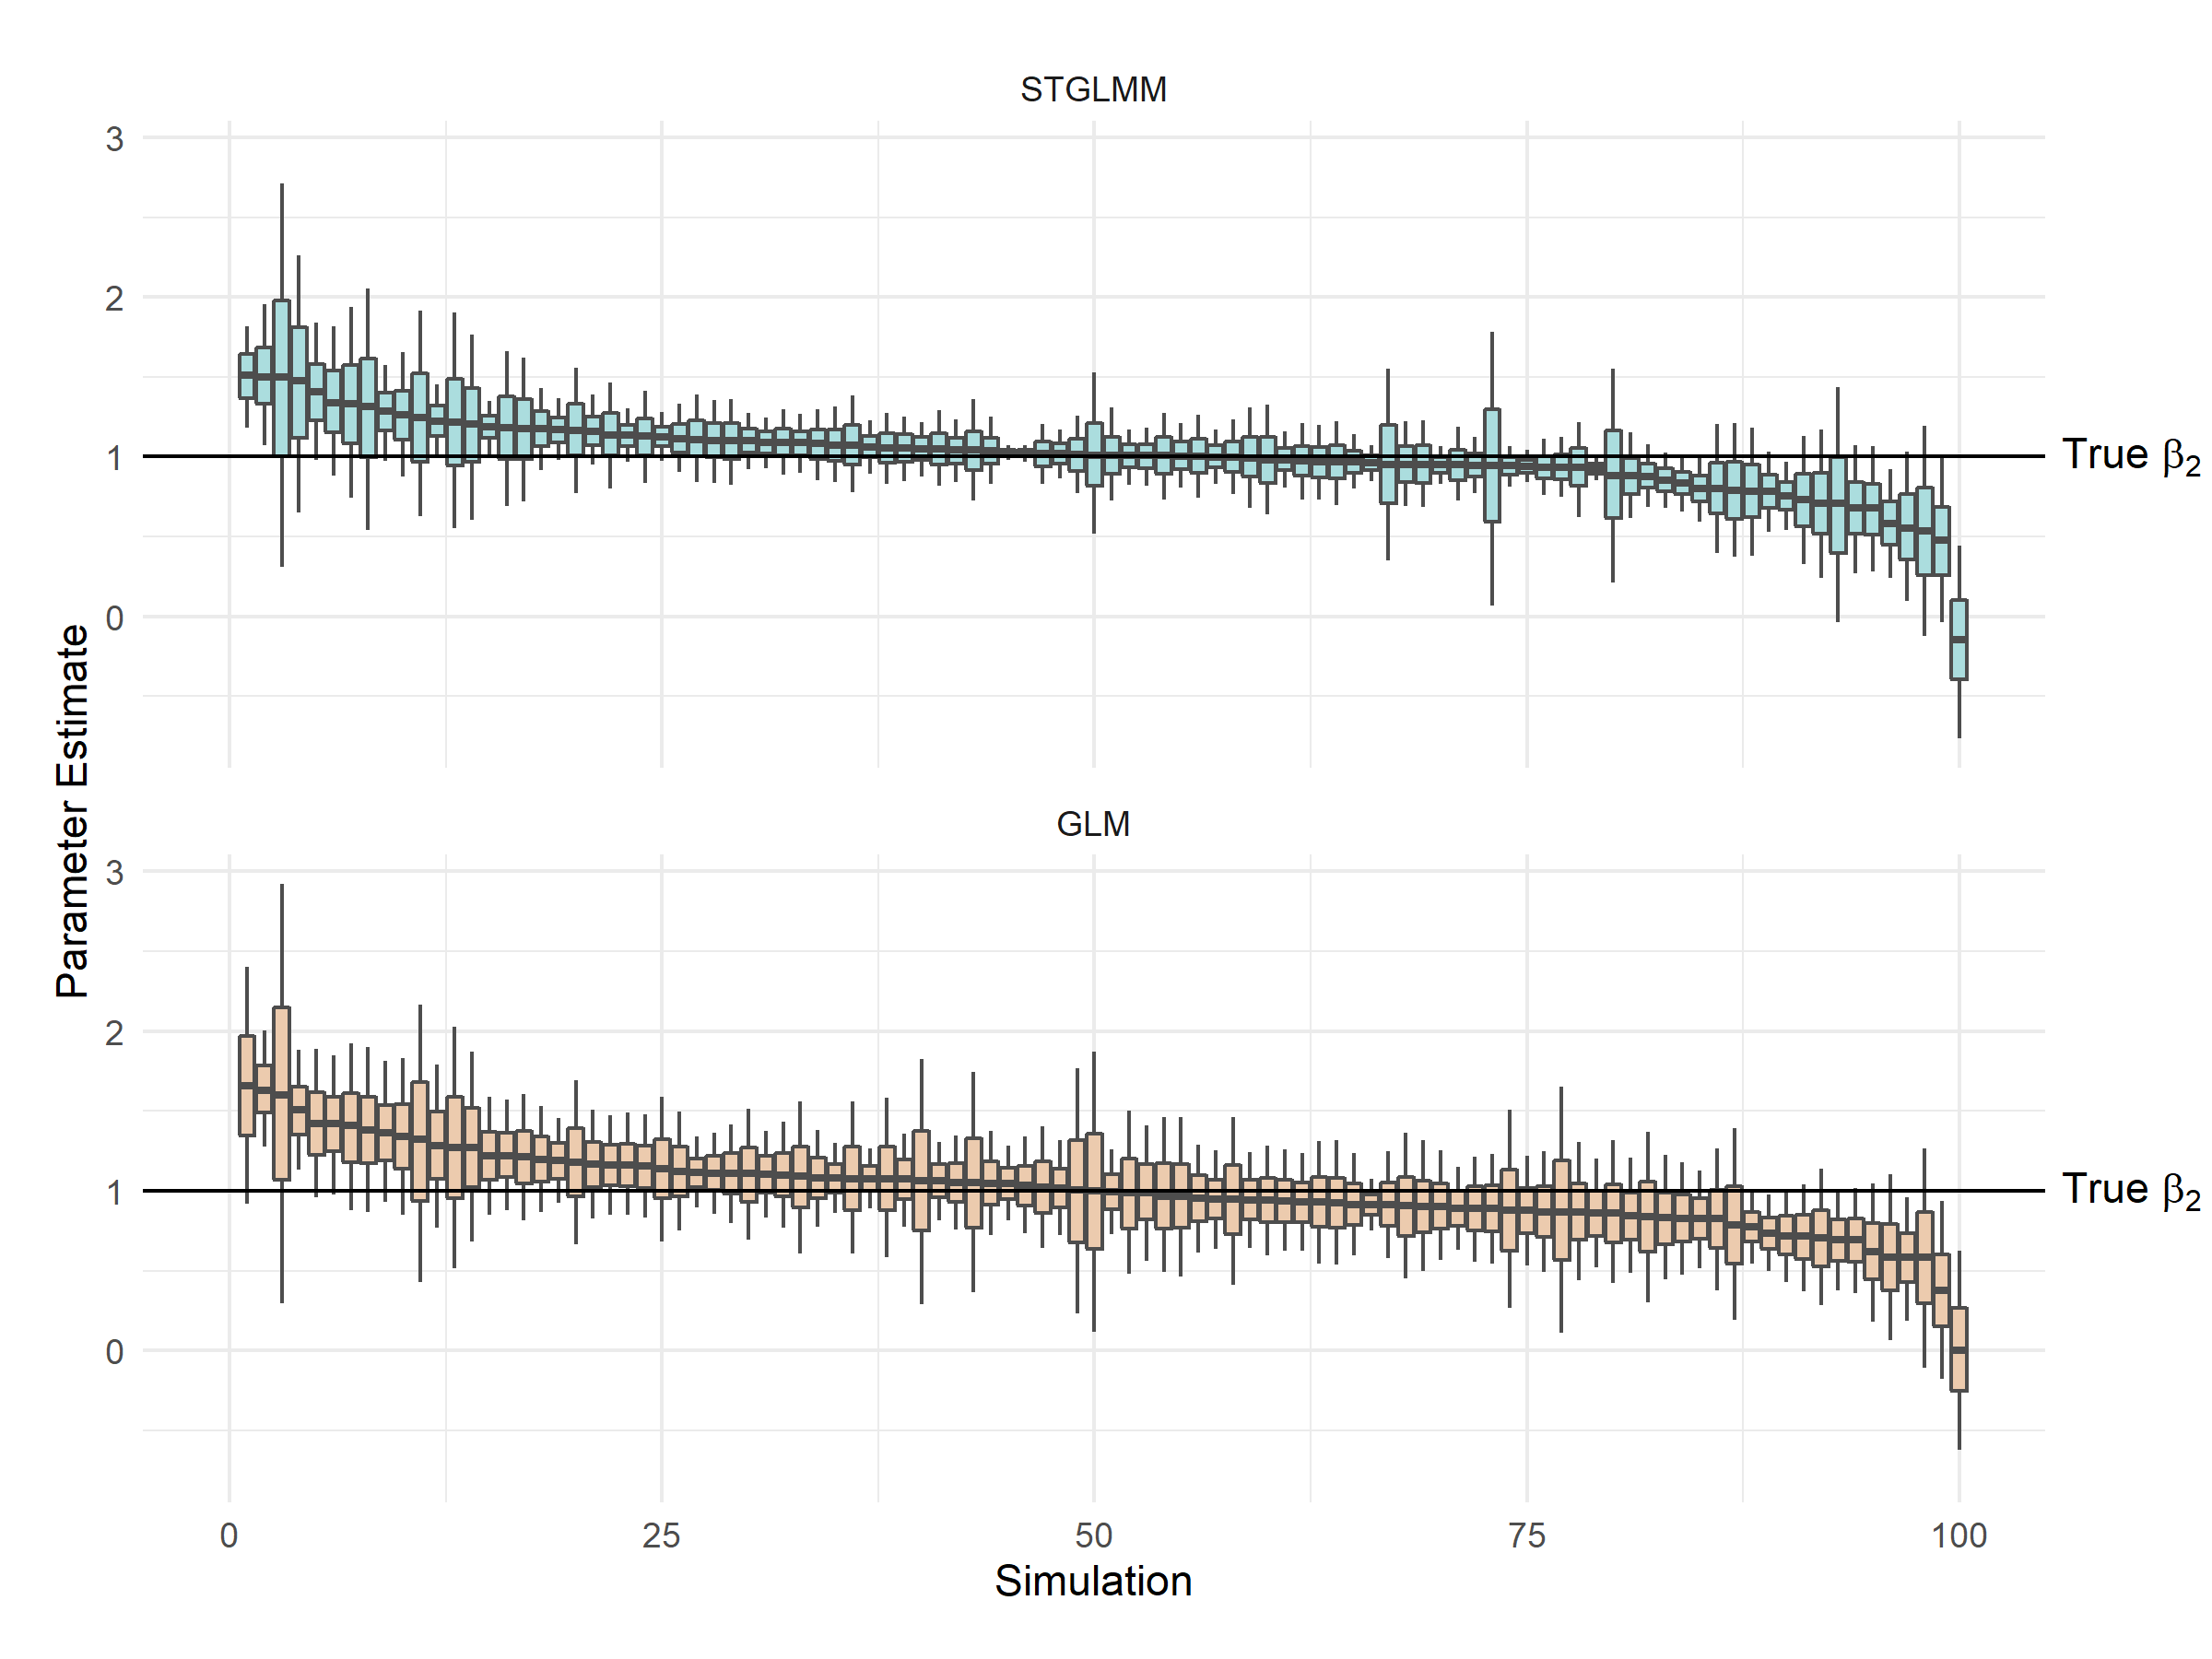 STGLMM
3
2
1
0
True β₂
Parameter Estimate
GLM
3
2
1
0
True β₂
0 25 50 75 100
Simulation